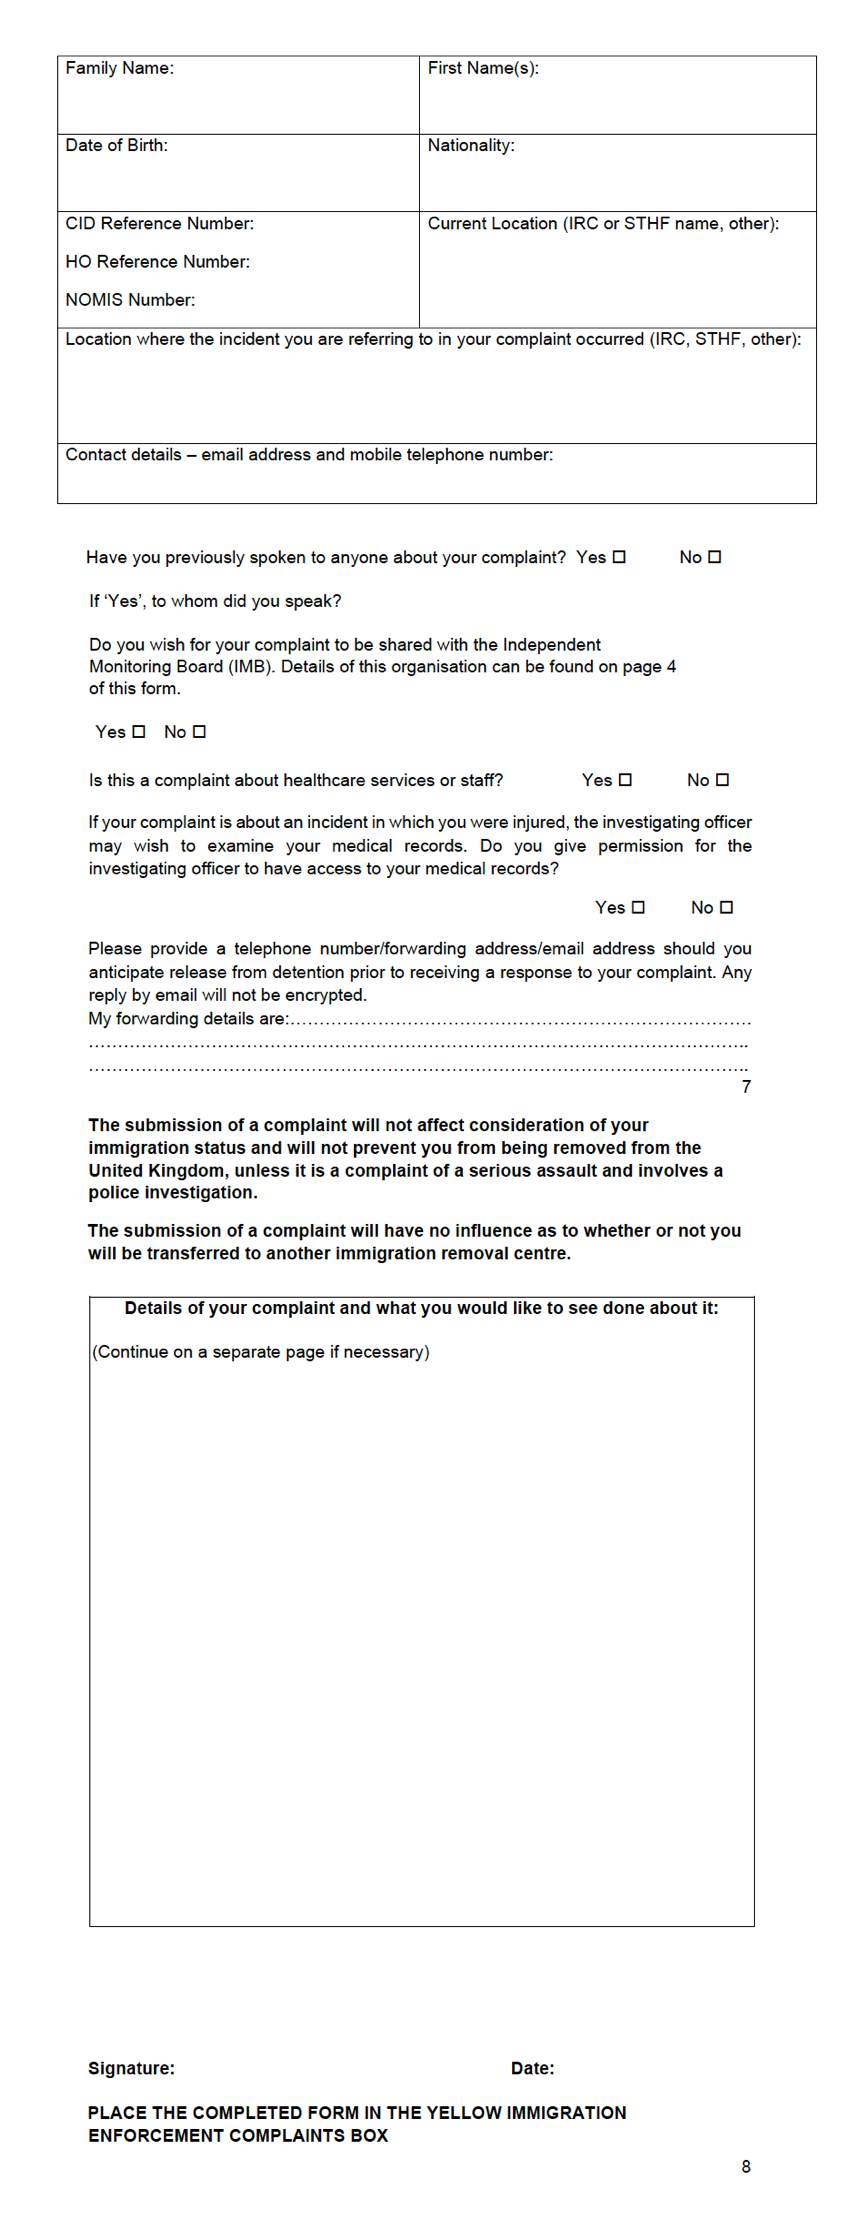 Family Name:
First Name(s):
Date of Birth:
Nationality:
CID Reference Number:
HO Reference Number:
NOMIS Number:
Current Location (IRC or STHF name, other):
Location where the incident you are referring to in your complaint occurred (IRC, STHF, other):
Contact details – email address and mobile telephone number:
Have you previously spoken to anyone about your complaint? Yes ☐ No ☐
If ‘Yes’, to whom did you speak?
Do you wish for your complaint to be shared with the Independent
Monitoring Board (IMB). Details of this organisation can be found on page 4
of this form.
Yes ☐ No ☐
Is this a complaint about healthcare services or staff? Yes ☐ No ☐
If your complaint is about an incident in which you were injured, the investigating officer
may wish to examine your medical records. Do you give permission for the
investigating officer to have access to your medical records?
Yes ☐ No ☐
Please provide a telephone number/forwarding address/email address should you
anticipate release from detention prior to receiving a response to your complaint. Any
reply by email will not be encrypted.
My forwarding details are:……………………………………………………………………
…………………………………………………………………………………………………..
…………………………………………………………………………………………………..
7
The submission of a complaint will not affect consideration of your
immigration status and will not prevent you from being removed from the
United Kingdom, unless it is a complaint of a serious assault and involves a
police investigation.
The submission of a complaint will have no influence as to whether or not you
will be transferred to another immigration removal centre.
Details of your complaint and what you would like to see done about it:
(Continue on a separate page if necessary)
Signature: Date:
PLACE THE COMPLETED FORM IN THE YELLOW IMMIGRATION
ENFORCEMENT COMPLAINTS BOX
8